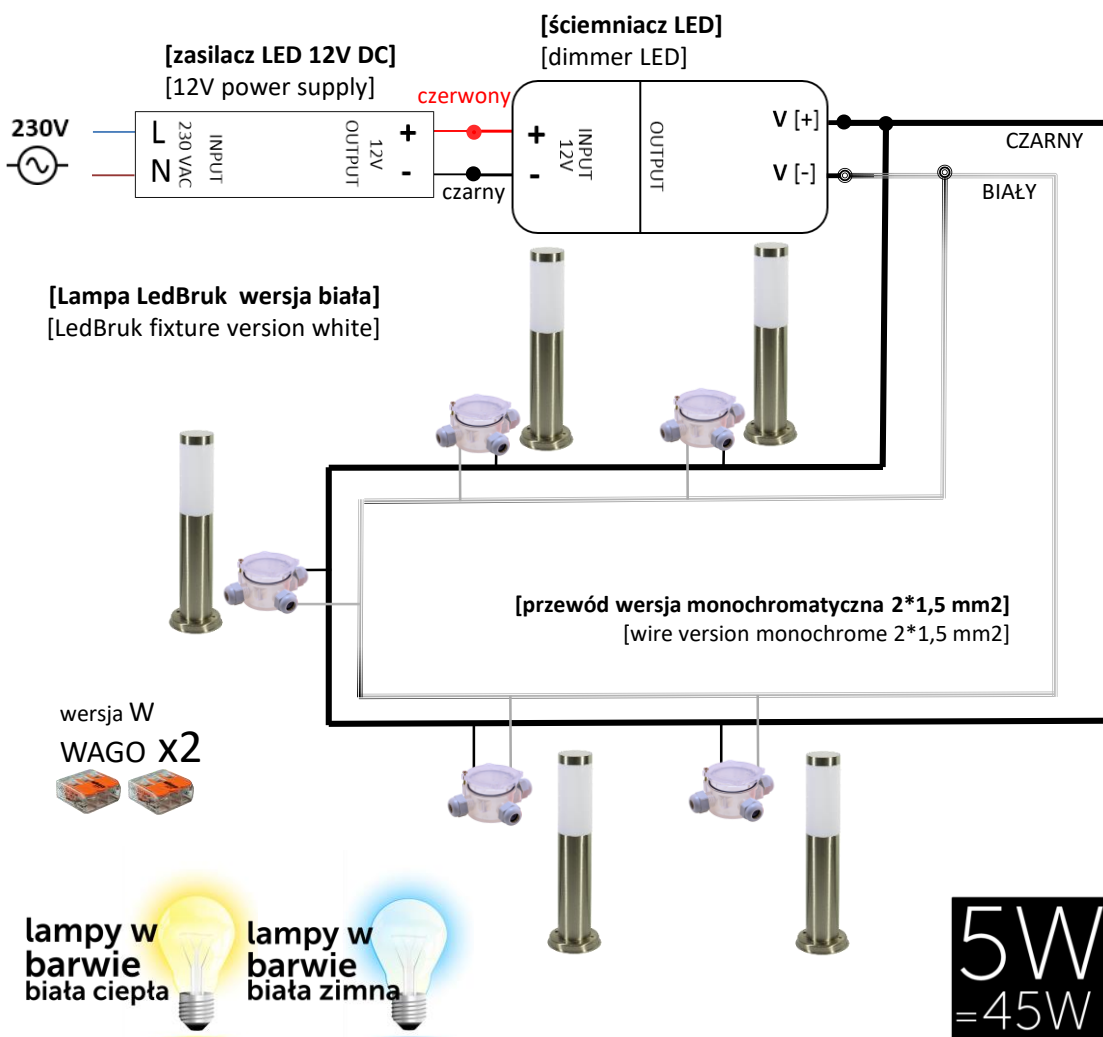 [ściemniacz LED]
[dimmer LED]
[zasilacz LED 12V DC]
[12V power supply]
czerwony
230V
L
N
230 VAC
INPUT
OUTPUT
12V
+
-
czarny
+
-
INPUT
12V
OUTPUT
V [+]
V [-]
CZARNY
BIAŁY
[Lampa LedBruk wersja biała]
[LedBruk fixture version white]
[przewód wersja monochromatyczna 2*1,5 mm2]
[wire version monochrome 2*1,5 mm2]
wersja W
WAGO x2
lampy w
barwie
biała ciepła
lampy w
barwie
biała zimna
5W
=45W